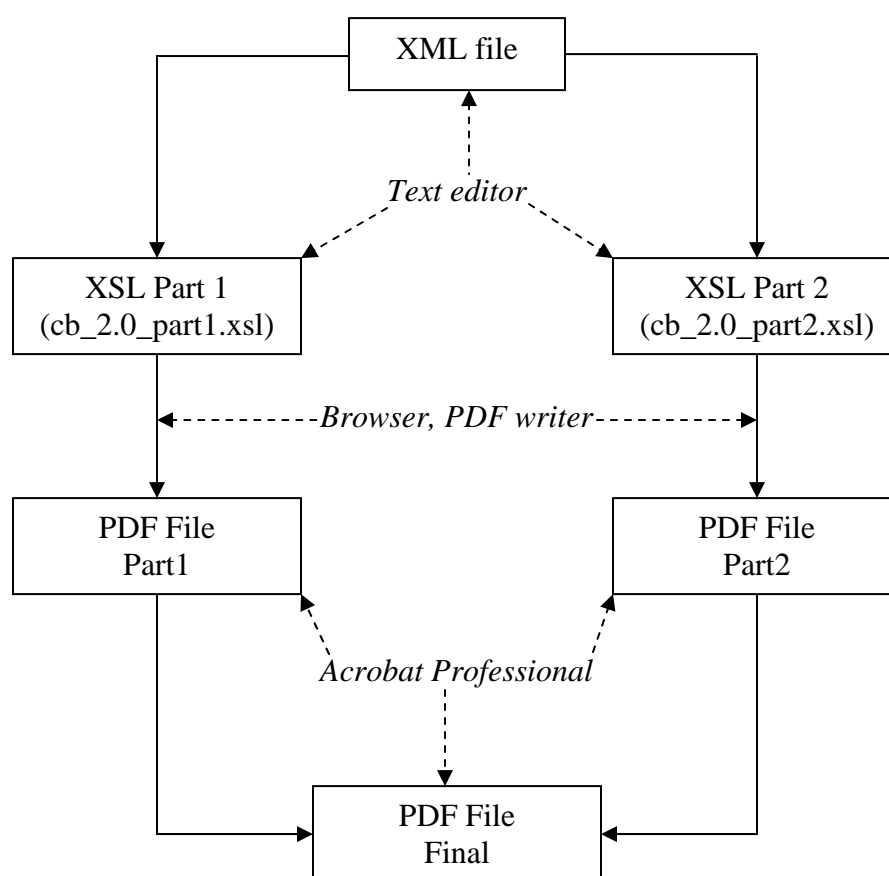 XML file
Text editor
XSL Part 1
(cb_2.0_part1.xsl)
XSL Part 2
(cb_2.0_part2.xsl)
Browser, PDF writer
PDF File
Part1
PDF File
Part2
Acrobat Professional
PDF File
Final